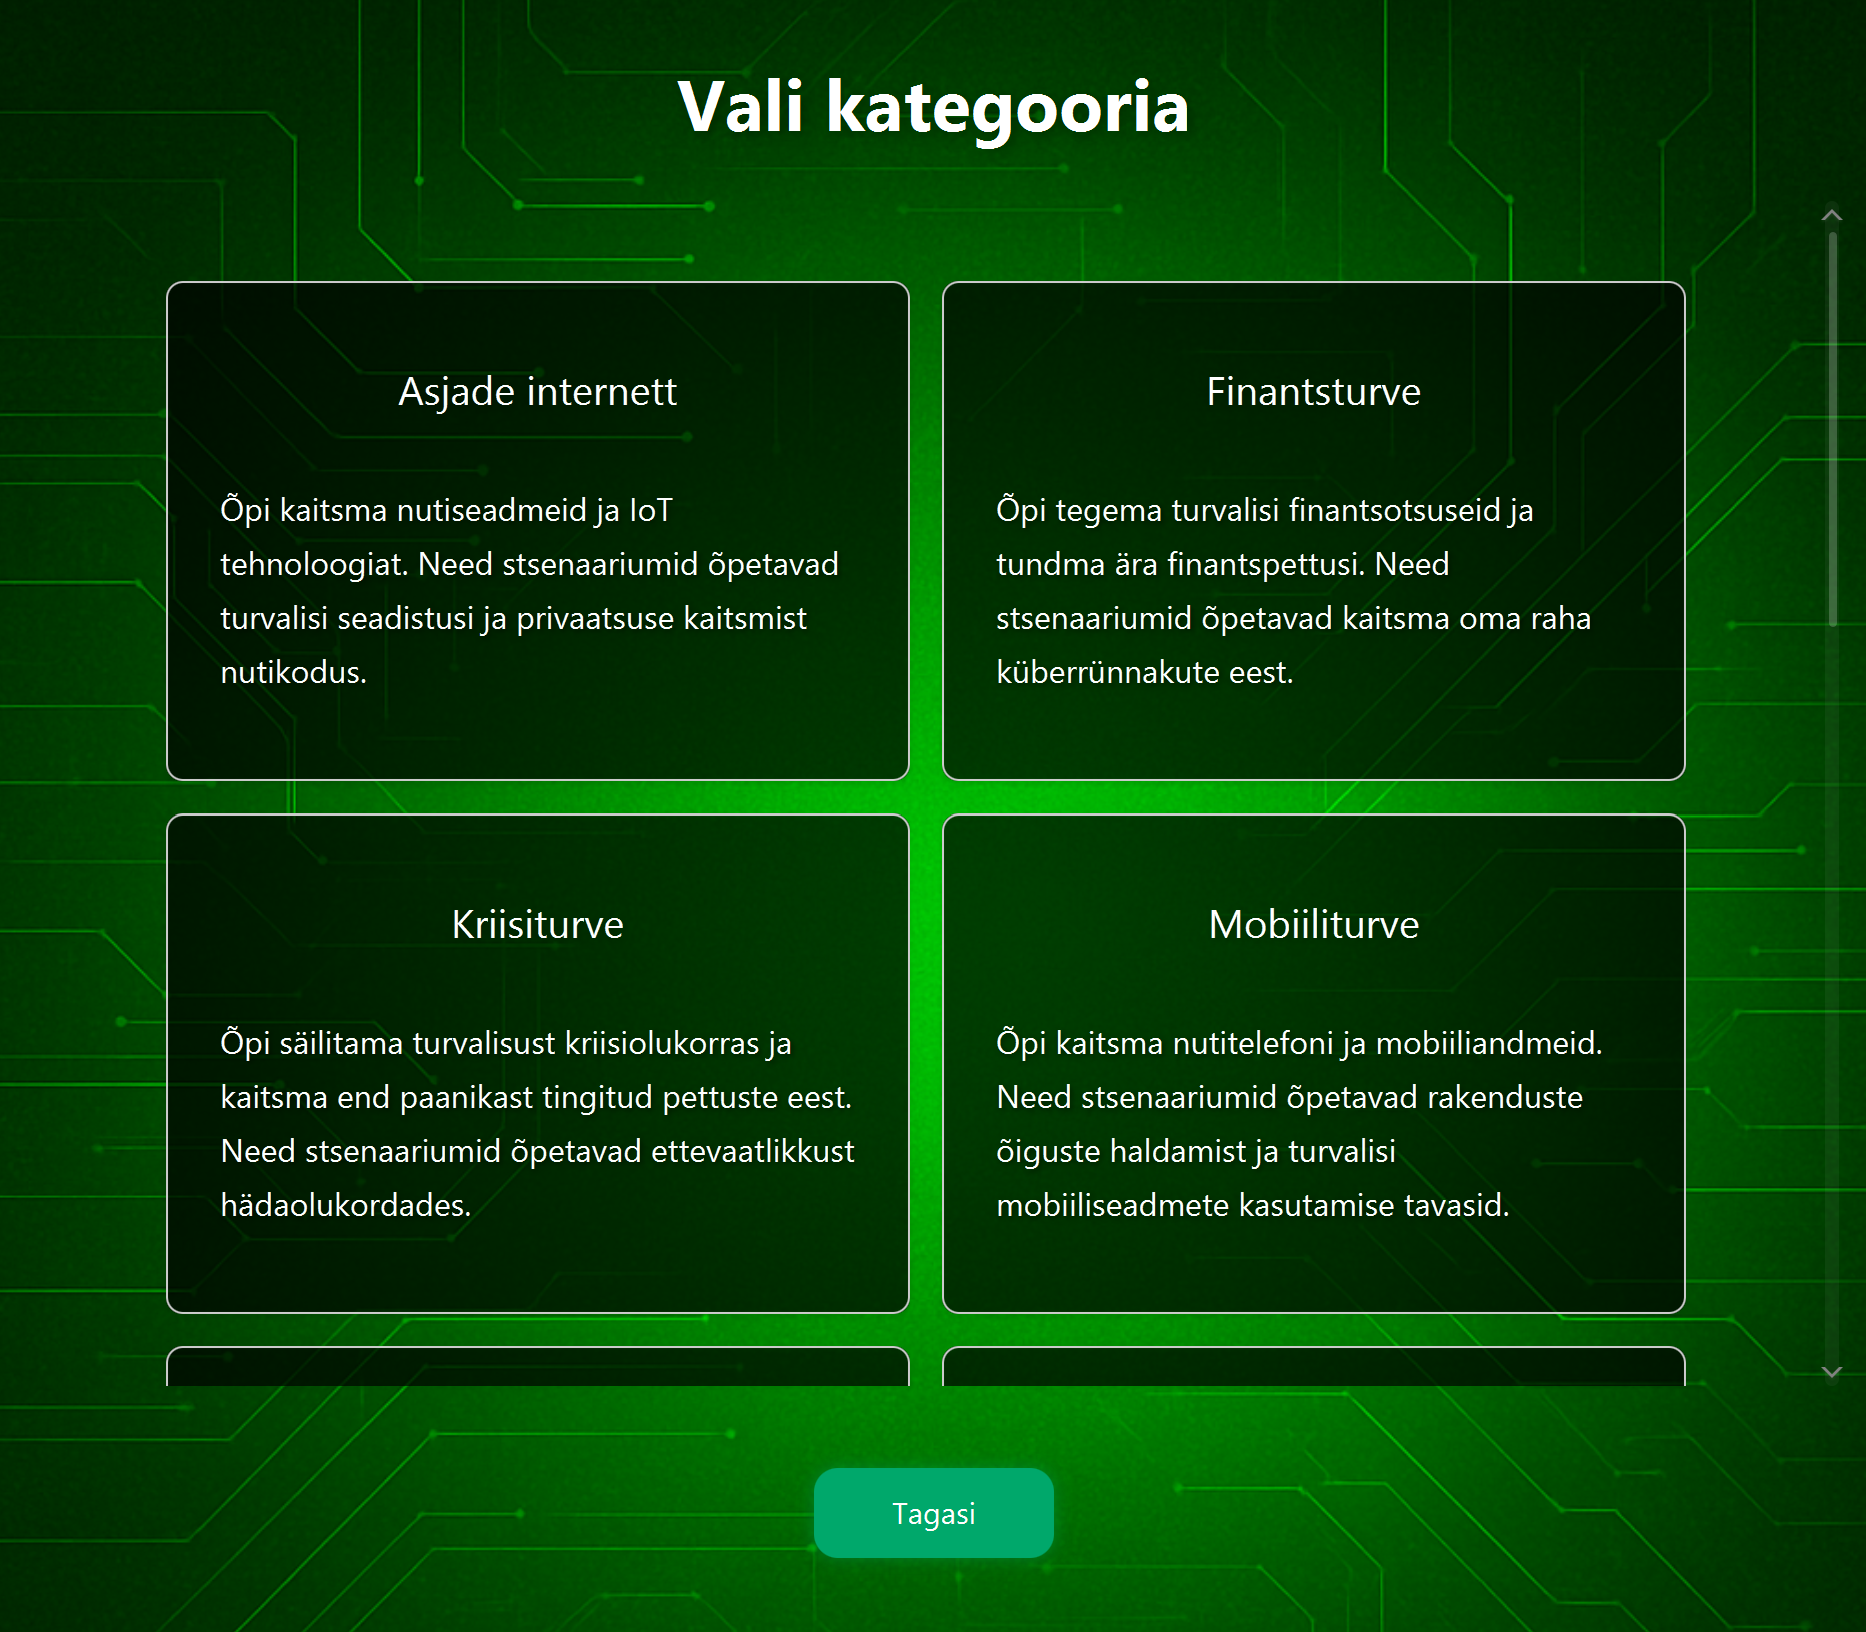 Vali kategooria
Asjade internett
Õpi kaitsma nutiseadmeid ja IoT
tehnoloogiat. Need stsenaariumid õpetavad
turvalisi seadistusi ja privaatsuse kaitsmist
nutikodus.
Finantsturve
Õpi tegema turvalisi finantsotsuseid ja
tundma ära finantspettusi. Need
stsenaariumid õpetavad kaitsma oma raha
küberrünnakute eest.
Kriisiturve
Õpi säilitama turvalisust kriisiolukorras ja
kaitsma end paanikast tingitud pettuste eest.
Need stsenaariumid õpetavad ettevaatlikkust
hädaolukordades.
Mobiiliturve
Õpi kaitsma nutitelefoni ja mobiiliandmeid.
Need stsenaariumid õpetavad rakenduste
õiguste haldamist ja turvalisi
mobiiliseadmete kasutamise tavasid.
Tagasi